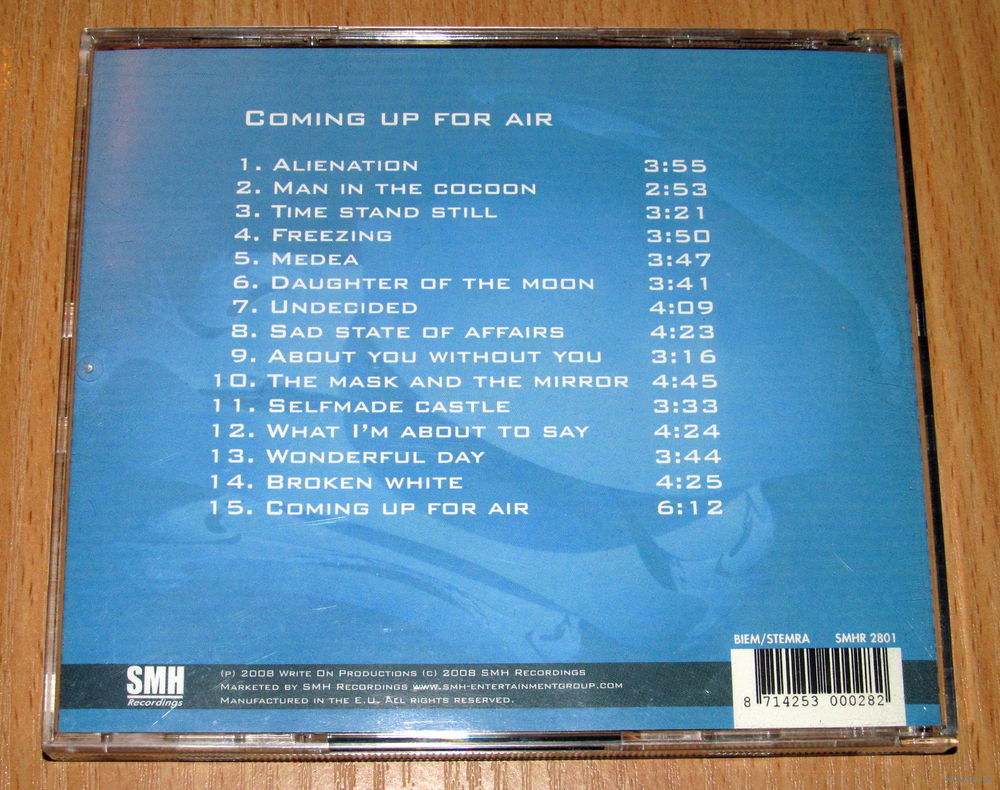 Coming up for air
1. Alienation 3:55
2. Man in the cocoon 2:53
3. Time stand still 3:21
4. Freezing 3:50
5. Medea 3:47
6. Daughter of the moon 3:41
7. Undecided 4:09
8. Sad state of affairs 4:23
9. About you without you 3:16
10. The mask and the mirror 4:45
11. Selfmade castle 3:33
12. What I'm about to say 4:24
13. Wonderful day 3:44
14. Broken white 4:25
15. Coming up for air 6:12
BIEM/STEMRA SMHR 2801
SMH
Recordings
(p) 2008 Write On Productions (c) 2008 SMH Recordings
Marketed by SMH Recordings www.smh-entertainmentgroup.com
Manufactured in the E.U. All rights reserved.
8 714253 000282